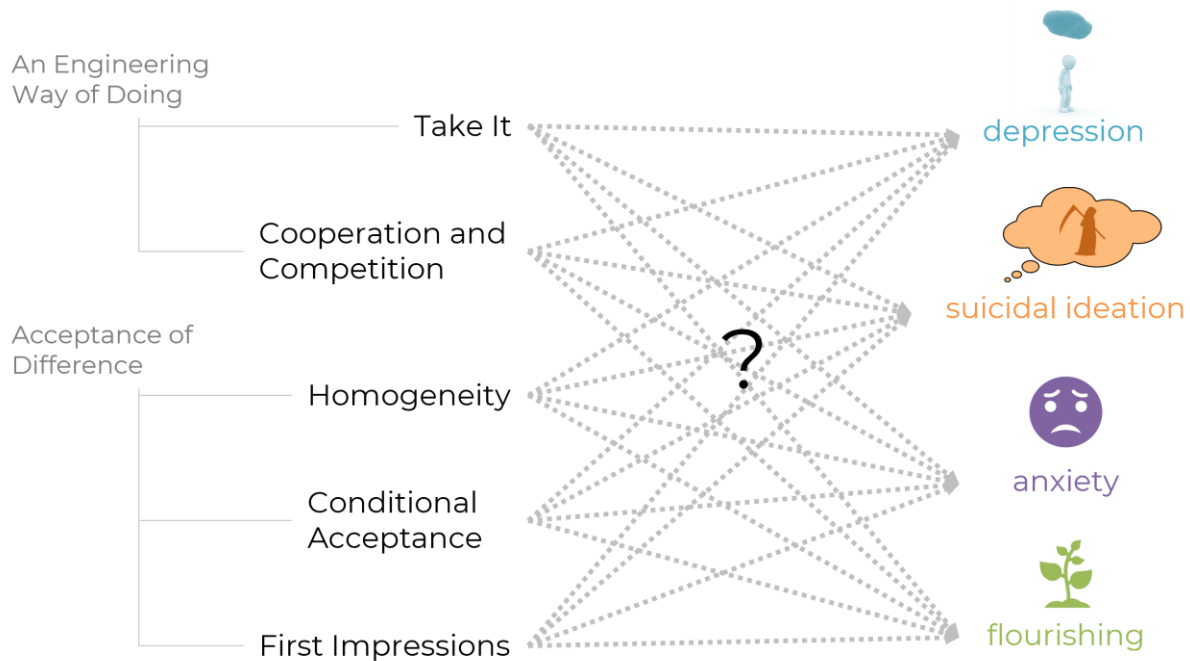 An Engineering
Way of Doing
Take It
Cooperation and
Competition
Acceptance of
Difference
Homogeneity
Conditional
Acceptance
First Impressions
?
depression
suicidal ideation
anxiety
flourishing